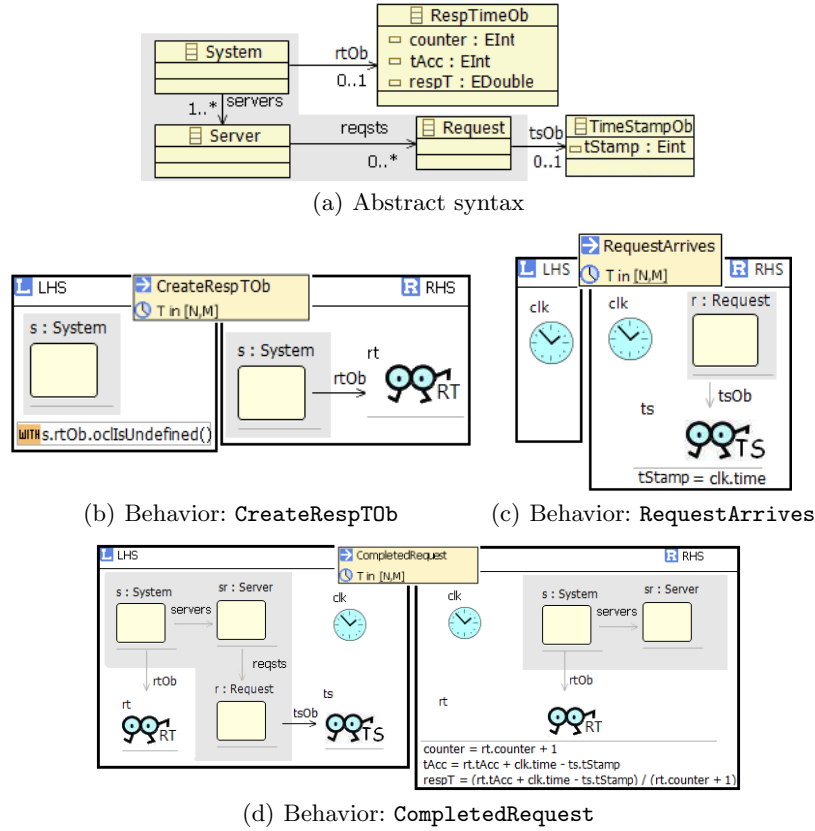 RespTimeOb
counter : EInt
tAcc : EInt
respT : EDouble
System
rtOb
0..1
1..*
servers
Server
reqsts
0..*
Request
tsOb
0..1
TimeStampOb
tStamp : Eint
(a) Abstract syntax
L LHS
CreateRespTOb
T in [N,M]
R RHS
s : System
WITH s.rtOb.oclIsUndefined()
s : System
rtOb
rt
RT
(b) Behavior: CreateRespTOb
L LHS
RequestArrives
T in [N,M]
R RHS
clk
clk
r : Request
tsOb
ts
TS
tStamp = clk.time
(c) Behavior: RequestArrives
L LHS
CompletedRequest
T in [N,M]
R RHS
s : System
servers
sr : Server
clk
rtOb
reqsts
rt
RT
r : Request
tsOb
ts
TS
clk
s : System
servers
sr : Server
rtOb
rt
RT
counter = rt.counter + 1
tAcc = rt.tAcc + clk.time - ts.tStamp
respT = (rt.tAcc + clk.time - ts.tStamp) / (rt.counter + 1)
(d) Behavior: CompletedRequest